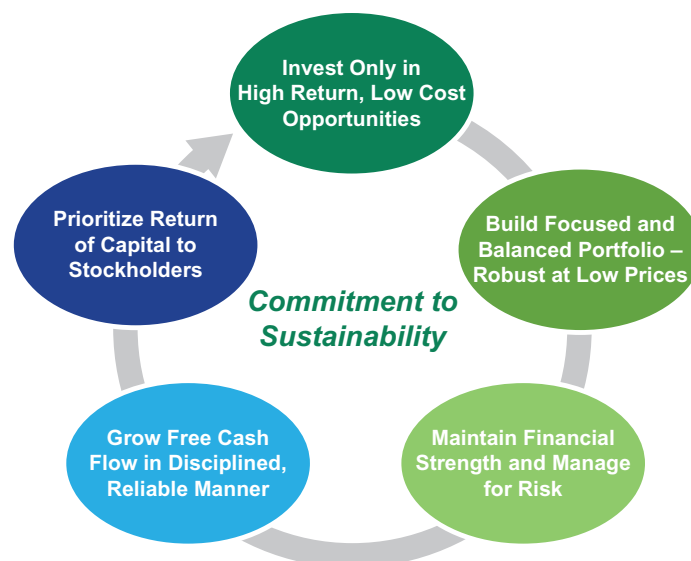 Invest Only in
High Return, Low Cost
Opportunities
Build Focused and
Balanced Portfolio –
Robust at Low Prices
Maintain Financial
Strength and Manage
for Risk
Grow Free Cash
Flow in Disciplined,
Reliable Manner
Prioritize Return
of Capital to
Stockholders
Commitment to
Sustainability